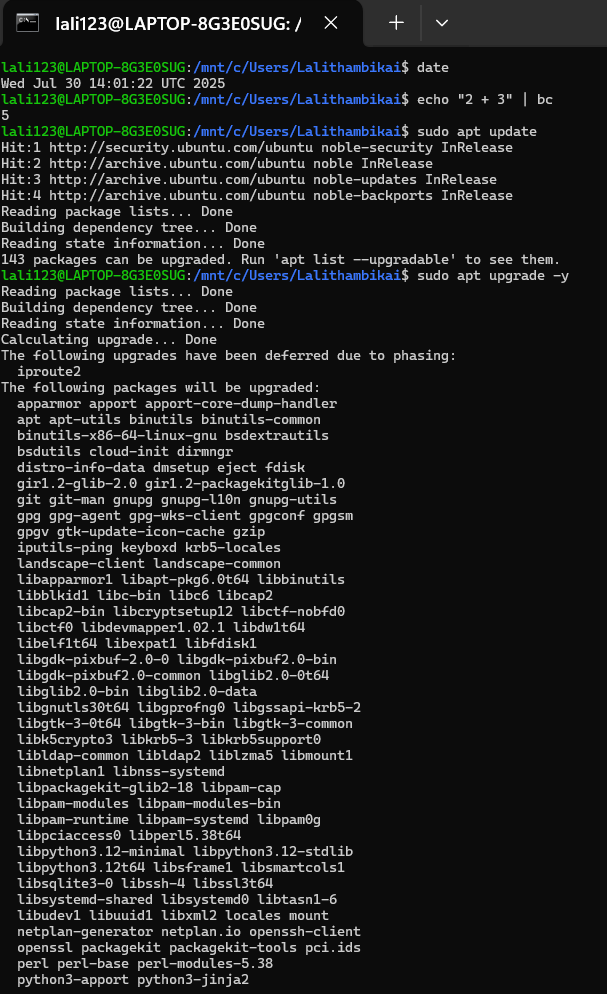 lali123@LAPTOP-8G3E0SUG: /
lali123@LAPTOP-8G3E0SUG:/mnt/c/Users/Lalithambikai$ date
Wed Jul 30 14:01:22 UTC 2025
lali123@LAPTOP-8G3E0SUG:/mnt/c/Users/Lalithambikai$ echo "2 + 3" | bc
5
lali123@LAPTOP-8G3E0SUG:/mnt/c/Users/Lalithambikai$ sudo apt update
Hit:1 http://security.ubuntu.com/ubuntu noble-security InRelease
Hit:2 http://archive.ubuntu.com/ubuntu noble InRelease
Hit:3 http://archive.ubuntu.com/ubuntu noble-updates InRelease
Hit:4 http://archive.ubuntu.com/ubuntu noble-backports InRelease
Reading package lists... Done
Building dependency tree... Done
Reading state information... Done
143 packages can be upgraded. Run 'apt list --upgradable' to see them.
lali123@LAPTOP-8G3E0SUG:/mnt/c/Users/Lalithambikai$ sudo apt upgrade -y
Reading package lists... Done
Building dependency tree... Done
Reading state information... Done
Calculating upgrade... Done
The following upgrades have been deferred due to phasing:
  iproute2
The following packages will be upgraded:
  apparmor apport apport-core-dump-handler
  apt apt-utils binutils binutils-common
  binutils-x86-64-linux-gnu bsdextrautils
  bsdutils cloud-init dirmngr
  distro-info-data dmsetup eject fdisk
  gir1.2-glib-2.0 gir1.2-packagekitglib-1.0
  git git-man gnupg gnupg-l10n gnupg-utils
  gpg gpg-agent gpg-wks-client gpgconf gpgsm
  gpgv gtk-update-icon-cache gzip
  iputils-ping keyboxd krb5-locales
  landscape-client landscape-common
  libapparmor1 libapt-pkg6.0t64 libbinutils
  libblkid1 libc-bin libc6 libcap2
  libcap2-bin libcryptsetup12 libctf-nobfd0
  libctf0 libdevmapper1.02.1 libdw1t64
  libelf1t64 libexpat1 libfdisk1
  libgdk-pixbuf-2.0-0 libgdk-pixbuf2.0-bin
  libgdk-pixbuf2.0-common libglib2.0-0t64
  libglib2.0-bin libglib2.0-data
  libgnutls30t64 libgprofng0 libgssapi-krb5-2
  libgtk-3-0t64 libgtk-3-bin libgtk-3-common
  libk5crypto3 libkrb5-3 libkrb5support0
  libldap-common libldap2 liblzma5 libmount1
  libnetplan1 libnss-systemd
  libpackagekit-glib2-18 libpam-cap
  libpam-modules libpam-modules-bin
  libpam-runtime libpam-systemd libpam0g
  libpciaccess0 libperl5.38t64
  libpython3.12-minimal libpython3.12-stdlib
  libpython3.12t64 libsframe1 libsmartcols1
  libsqlite3-0 libssh-4 libssl3t64
  libsystemd-shared libsystemd0 libtasn1-6
  libudev1 libuuid1 libxml2 locales mount
  netplan-generator netplan.io openssh-client
  openssl packagekit packagekit-tools pci.ids
  perl perl-base perl-modules-5.38
  python3-apport python3-jinja2